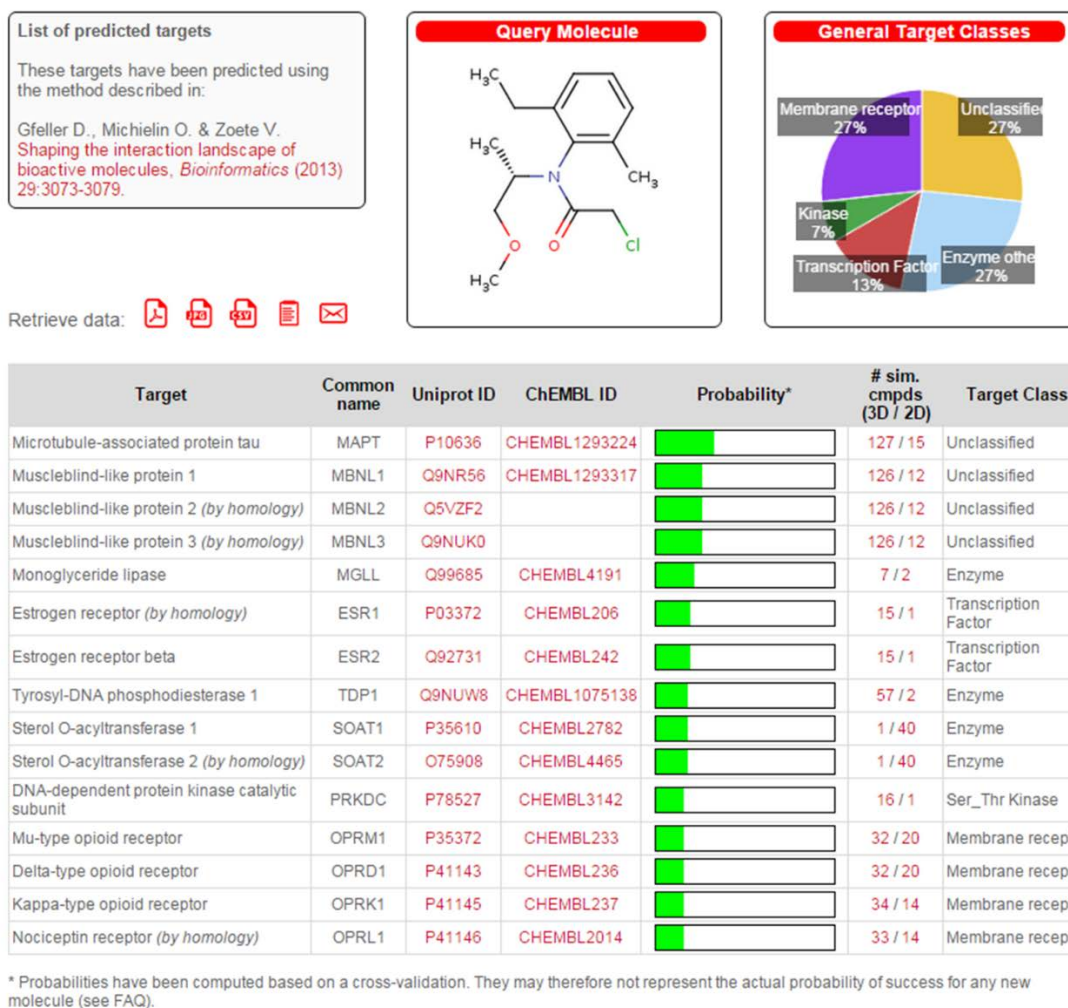 List of predicted targets
These targets have been predicted using
the method described in:
Gfeller D., Michielin O. & Zoete V.
Shaping the interaction landscape of
bioactive molecules, Bioinformatics (2013)
29:3073-3079.
Retrieve data:
JPG
CSV
Query Molecule
H3C
H3C
N
CH3
O
O
Cl
H3C
General Target Classes
Membrane receptor
27%
Unclassified
27%
Kinase
7%
Transcription Factor
13%
Enzyme othe
27%
Target Common name Uniprot ID ChEMBL ID Probability* # sim. cmpds (3D / 2D) Target Class
Microtubule-associated protein tau MAPT P10636 CHEMBL1293224 127 / 15 Unclassified
Muscleblind-like protein 1 MBNL1 Q9NR56 CHEMBL1293317 126 / 12 Unclassified
Muscleblind-like protein 2 (by homology) MBNL2 Q5VZF2 126 / 12 Unclassified
Muscleblind-like protein 3 (by homology) MBNL3 Q9NUK0 126 / 12 Unclassified
Monoglyceride lipase MGLL Q99685 CHEMBL4191 7 / 2 Enzyme
Estrogen receptor (by homology) ESR1 P03372 CHEMBL206 15 / 1 Transcription Factor
Estrogen receptor beta ESR2 Q92731 CHEMBL242 15 / 1 Transcription Factor
Tyrosyl-DNA phosphodiesterase 1 TDP1 Q9NUW8 CHEMBL1075138 57 / 2 Enzyme
Sterol O-acyltransferase 1 SOAT1 P35610 CHEMBL2782 1 / 40 Enzyme
Sterol O-acyltransferase 2 (by homology) SOAT2 O75908 CHEMBL4465 1 / 40 Enzyme
DNA-dependent protein kinase catalytic subunit PRKDC P78527 CHEMBL3142 16 / 1 Ser_Thr Kinase
Mu-type opioid receptor OPRM1 P35372 CHEMBL233 32 / 20 Membrane recep
Delta-type opioid receptor OPRD1 P41143 CHEMBL236 32 / 20 Membrane recep
Kappa-type opioid receptor OPRK1 P41145 CHEMBL237 34 / 14 Membrane recep
Nociceptin receptor (by homology) OPRL1 P41146 CHEMBL2014 33 / 14 Membrane recep
* Probabilities have been computed based on a cross-validation. They may therefore not represent the actual probability of success for any new
molecule (see FAQ).